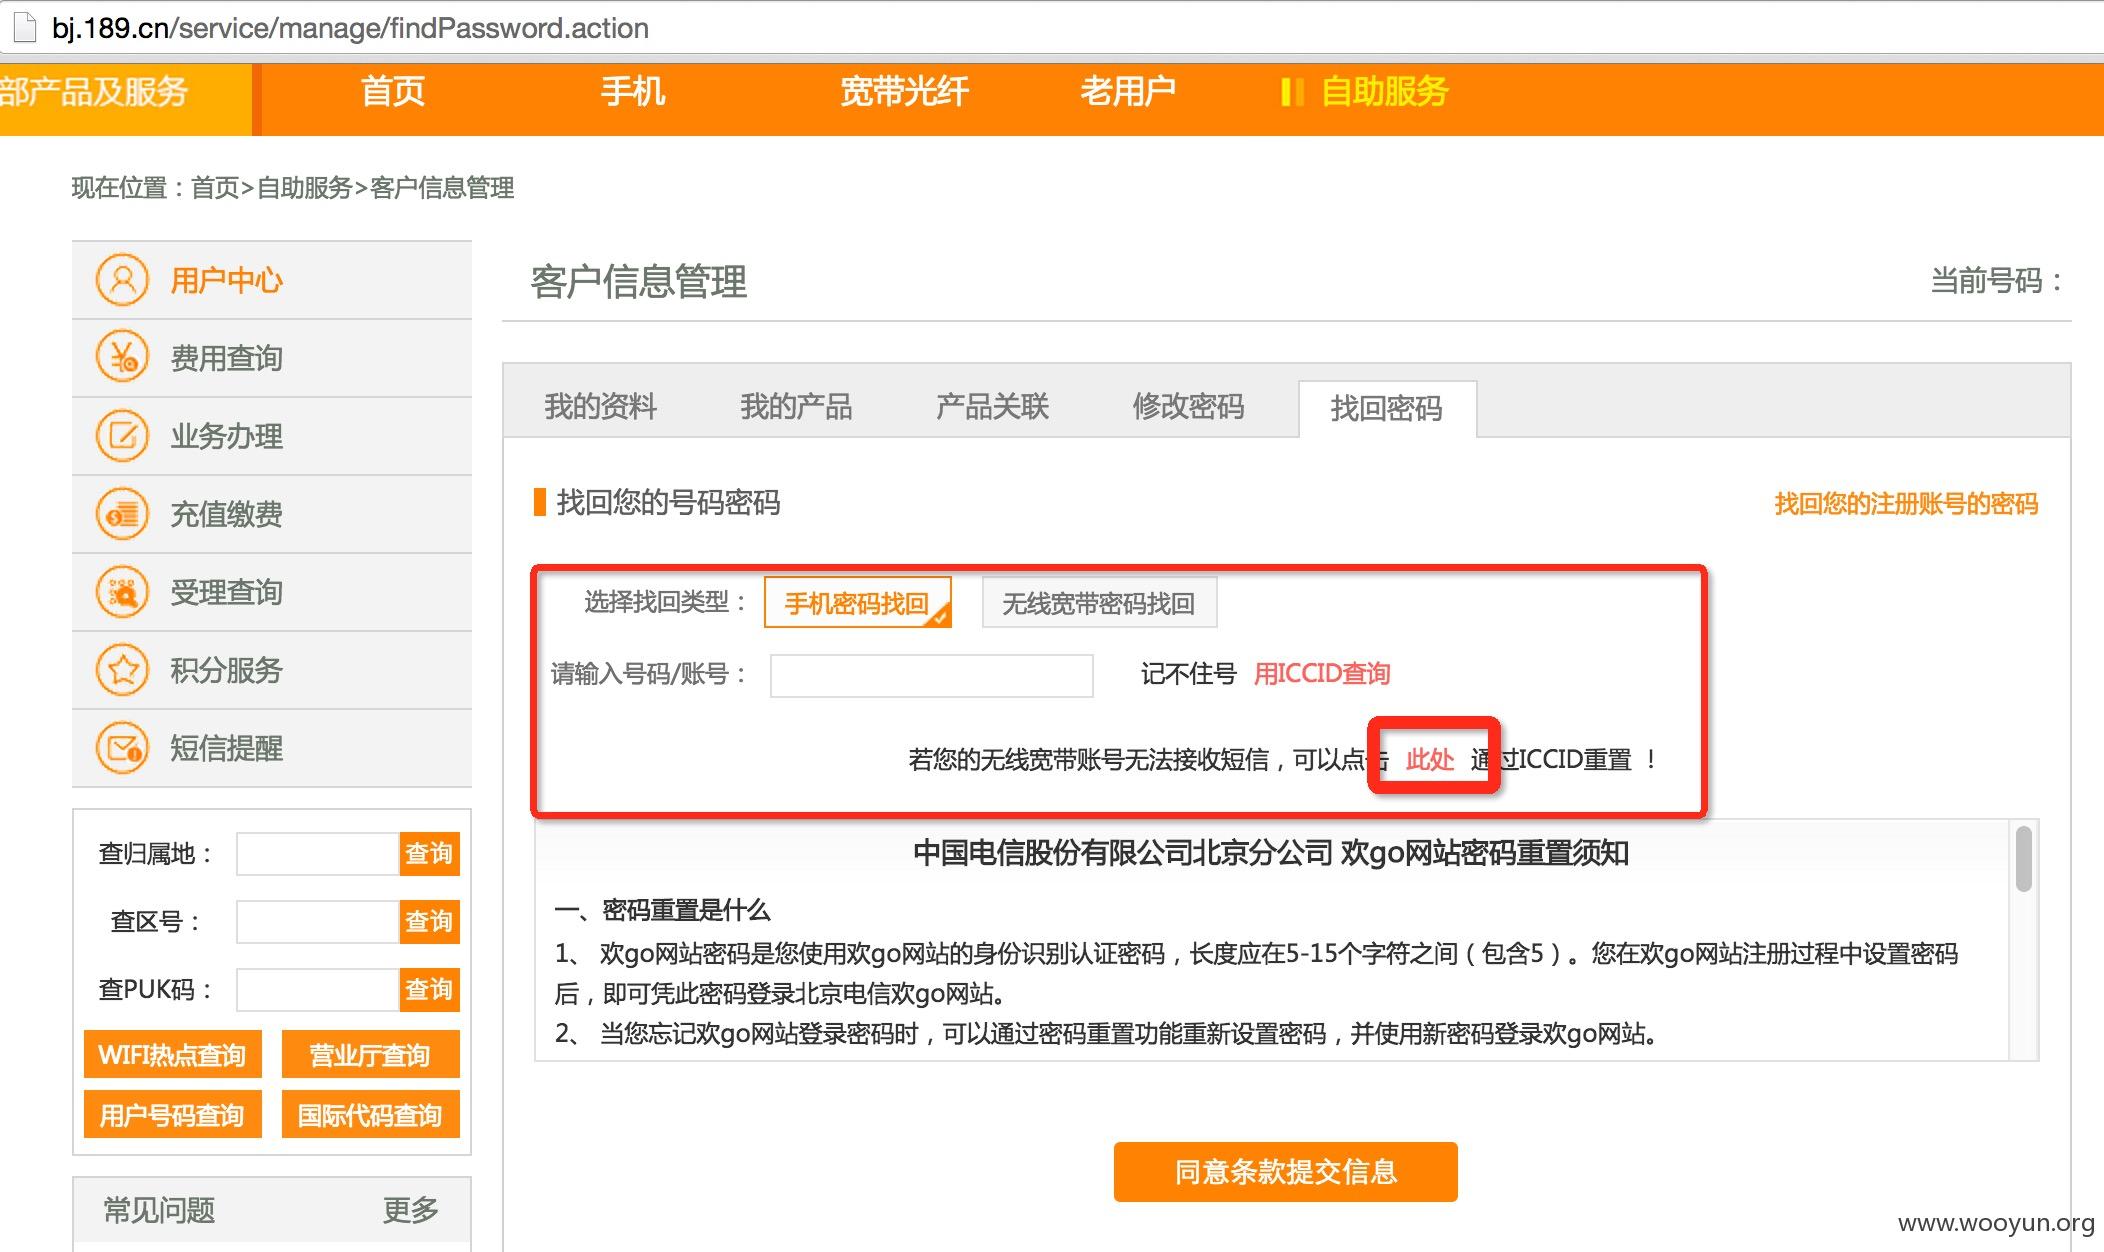 bj.189.cn/service/manage/findPassword.action
部产品及服务 首页 手机 宽带光纤 老用户 自助服务
现在位置：首页>自助服务>客户信息管理
用户中心
费用查询
业务办理
充值缴费
受理查询
积分服务
短信提醒
查归属地： 查询
查区号： 查询
查PUK码： 查询
WIFI热点查询 营业厅查询
用户号码查询 国际代码查询
常见问题 更多
客户信息管理 当前号码：
我的资料 我的产品 产品关联 修改密码 找回密码
找回您的号码密码 找回您的注册账号的密码
选择找回类型： 手机密码找回 无线宽带密码找回
请输入号码/账号： 记不住号 用ICCID查询
若您的无线宽带账号无法接收短信，可以点击 此处 通过ICCID重置 ！
中国电信股份有限公司北京分公司 欢go网站密码重置须知
一、密码重置是什么
1、 欢go网站密码是您使用欢go网站的身份识别认证密码，长度应在5-15个字符之间（包含5）。您在欢go网站注册过程中设置密码
后，即可凭此密码登录北京电信欢go网站。
2、 当您忘记欢go网站登录密码时，可以通过密码重置功能重新设置密码，并使用新密码登录欢go网站。
同意条款提交信息
www.wooyun.org